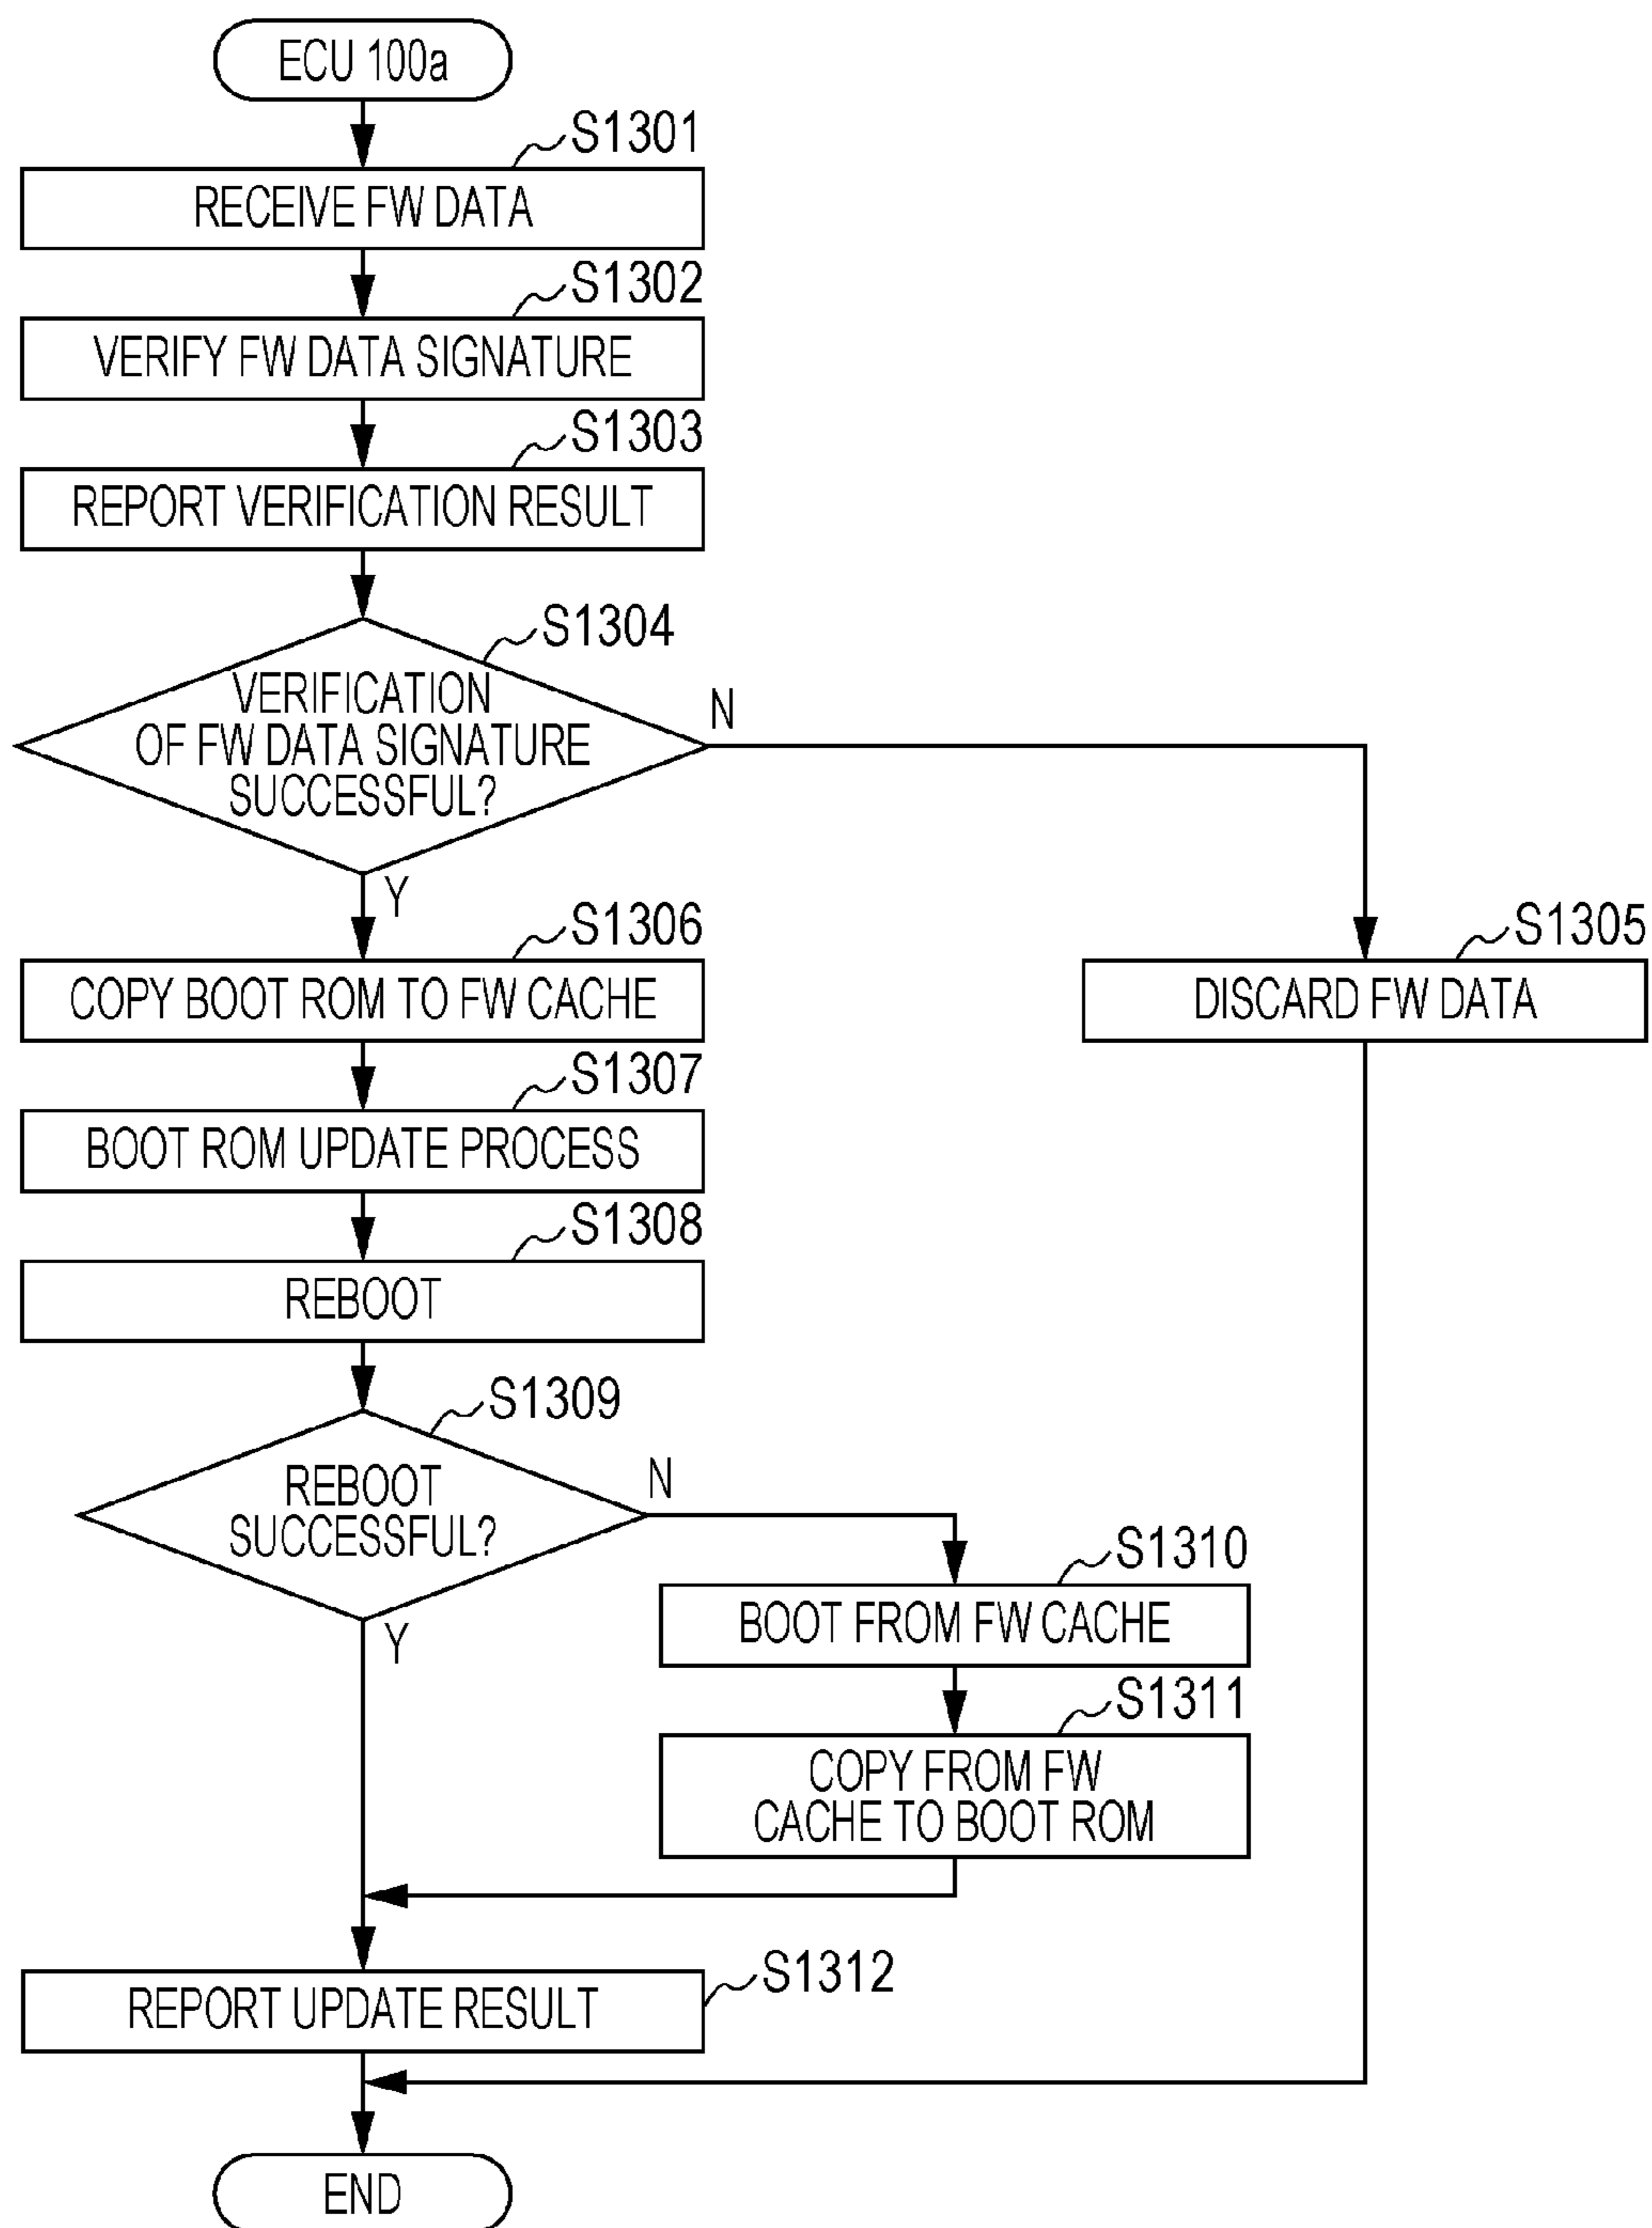 ECU 100a
S1301
RECEIVE FW DATA
S1302
VERIFY FW DATA SIGNATURE
S1303
REPORT VERIFICATION RESULT
S1304
VERIFICATION
OF FW DATA SIGNATURE
SUCCESSFUL?
N
Y
S1306
COPY BOOT ROM TO FW CACHE
S1305
DISCARD FW DATA
S1307
BOOT ROM UPDATE PROCESS
S1308
REBOOT
S1309
REBOOT
SUCCESSFUL?
N
Y
S1310
BOOT FROM FW CACHE
S1311
COPY FROM FW
CACHE TO BOOT ROM
S1312
REPORT UPDATE RESULT
END